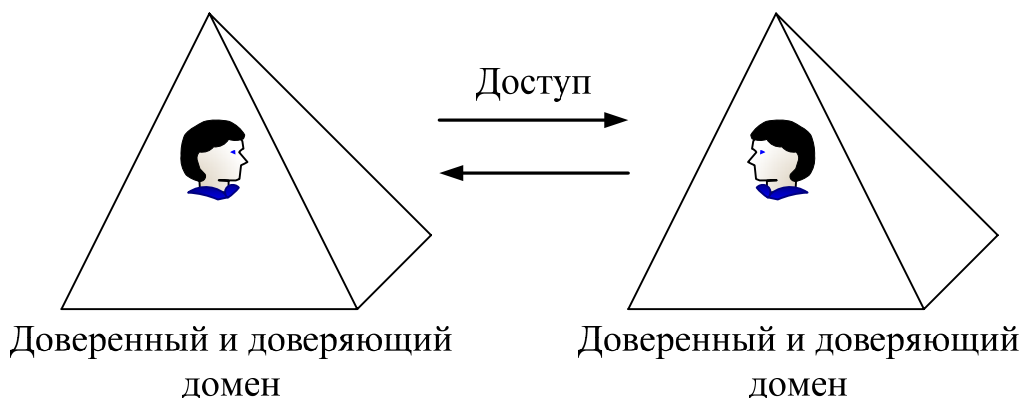 Доступ
Доверенный и доверяющий
домен
Доверенный и доверяющий
домен